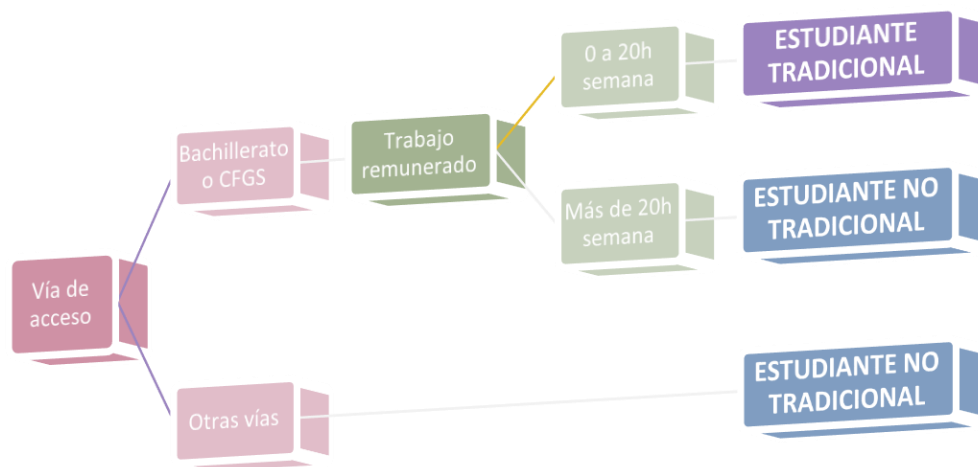 0 a 20h
semana
ESTUDIANTE
TRADICIONAL
Bachillerato
o CFGS
Trabajo
remunerado
Más de 20h
semana
ESTUDIANTE NO
TRADICIONAL
Vía de
acceso
Otras vías
ESTUDIANTE NO
TRADICIONAL